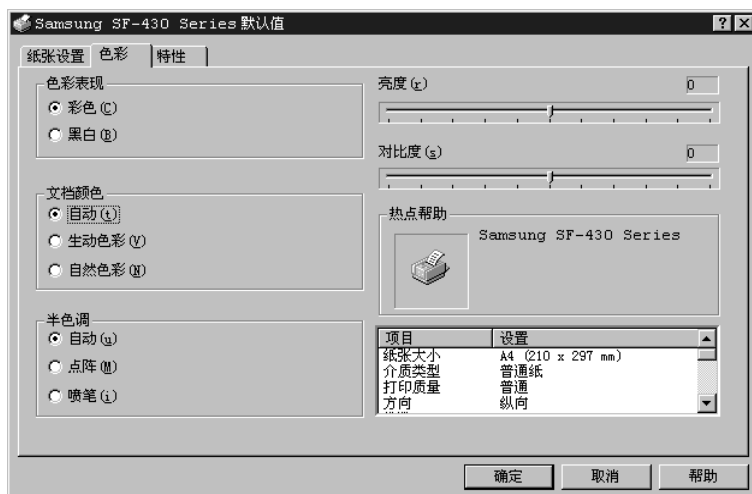 Samsung SF-430 Series 默认值
纸张设置 色彩 特性
色彩表现
彩色(C)
黑白(B)
文档颜色
自动(t)
生动色彩(V)
自然色彩(N)
半色调
自动(u)
点阵(M)
喷笔(i)
亮度(r) 0
对比度(s) 0
热点帮助
Samsung SF-430 Series
项目 设置
纸张大小 A4 (210 x 297 mm)
介质类型 普通纸
打印质量 普通
方向 纵向
确定 取消 帮助